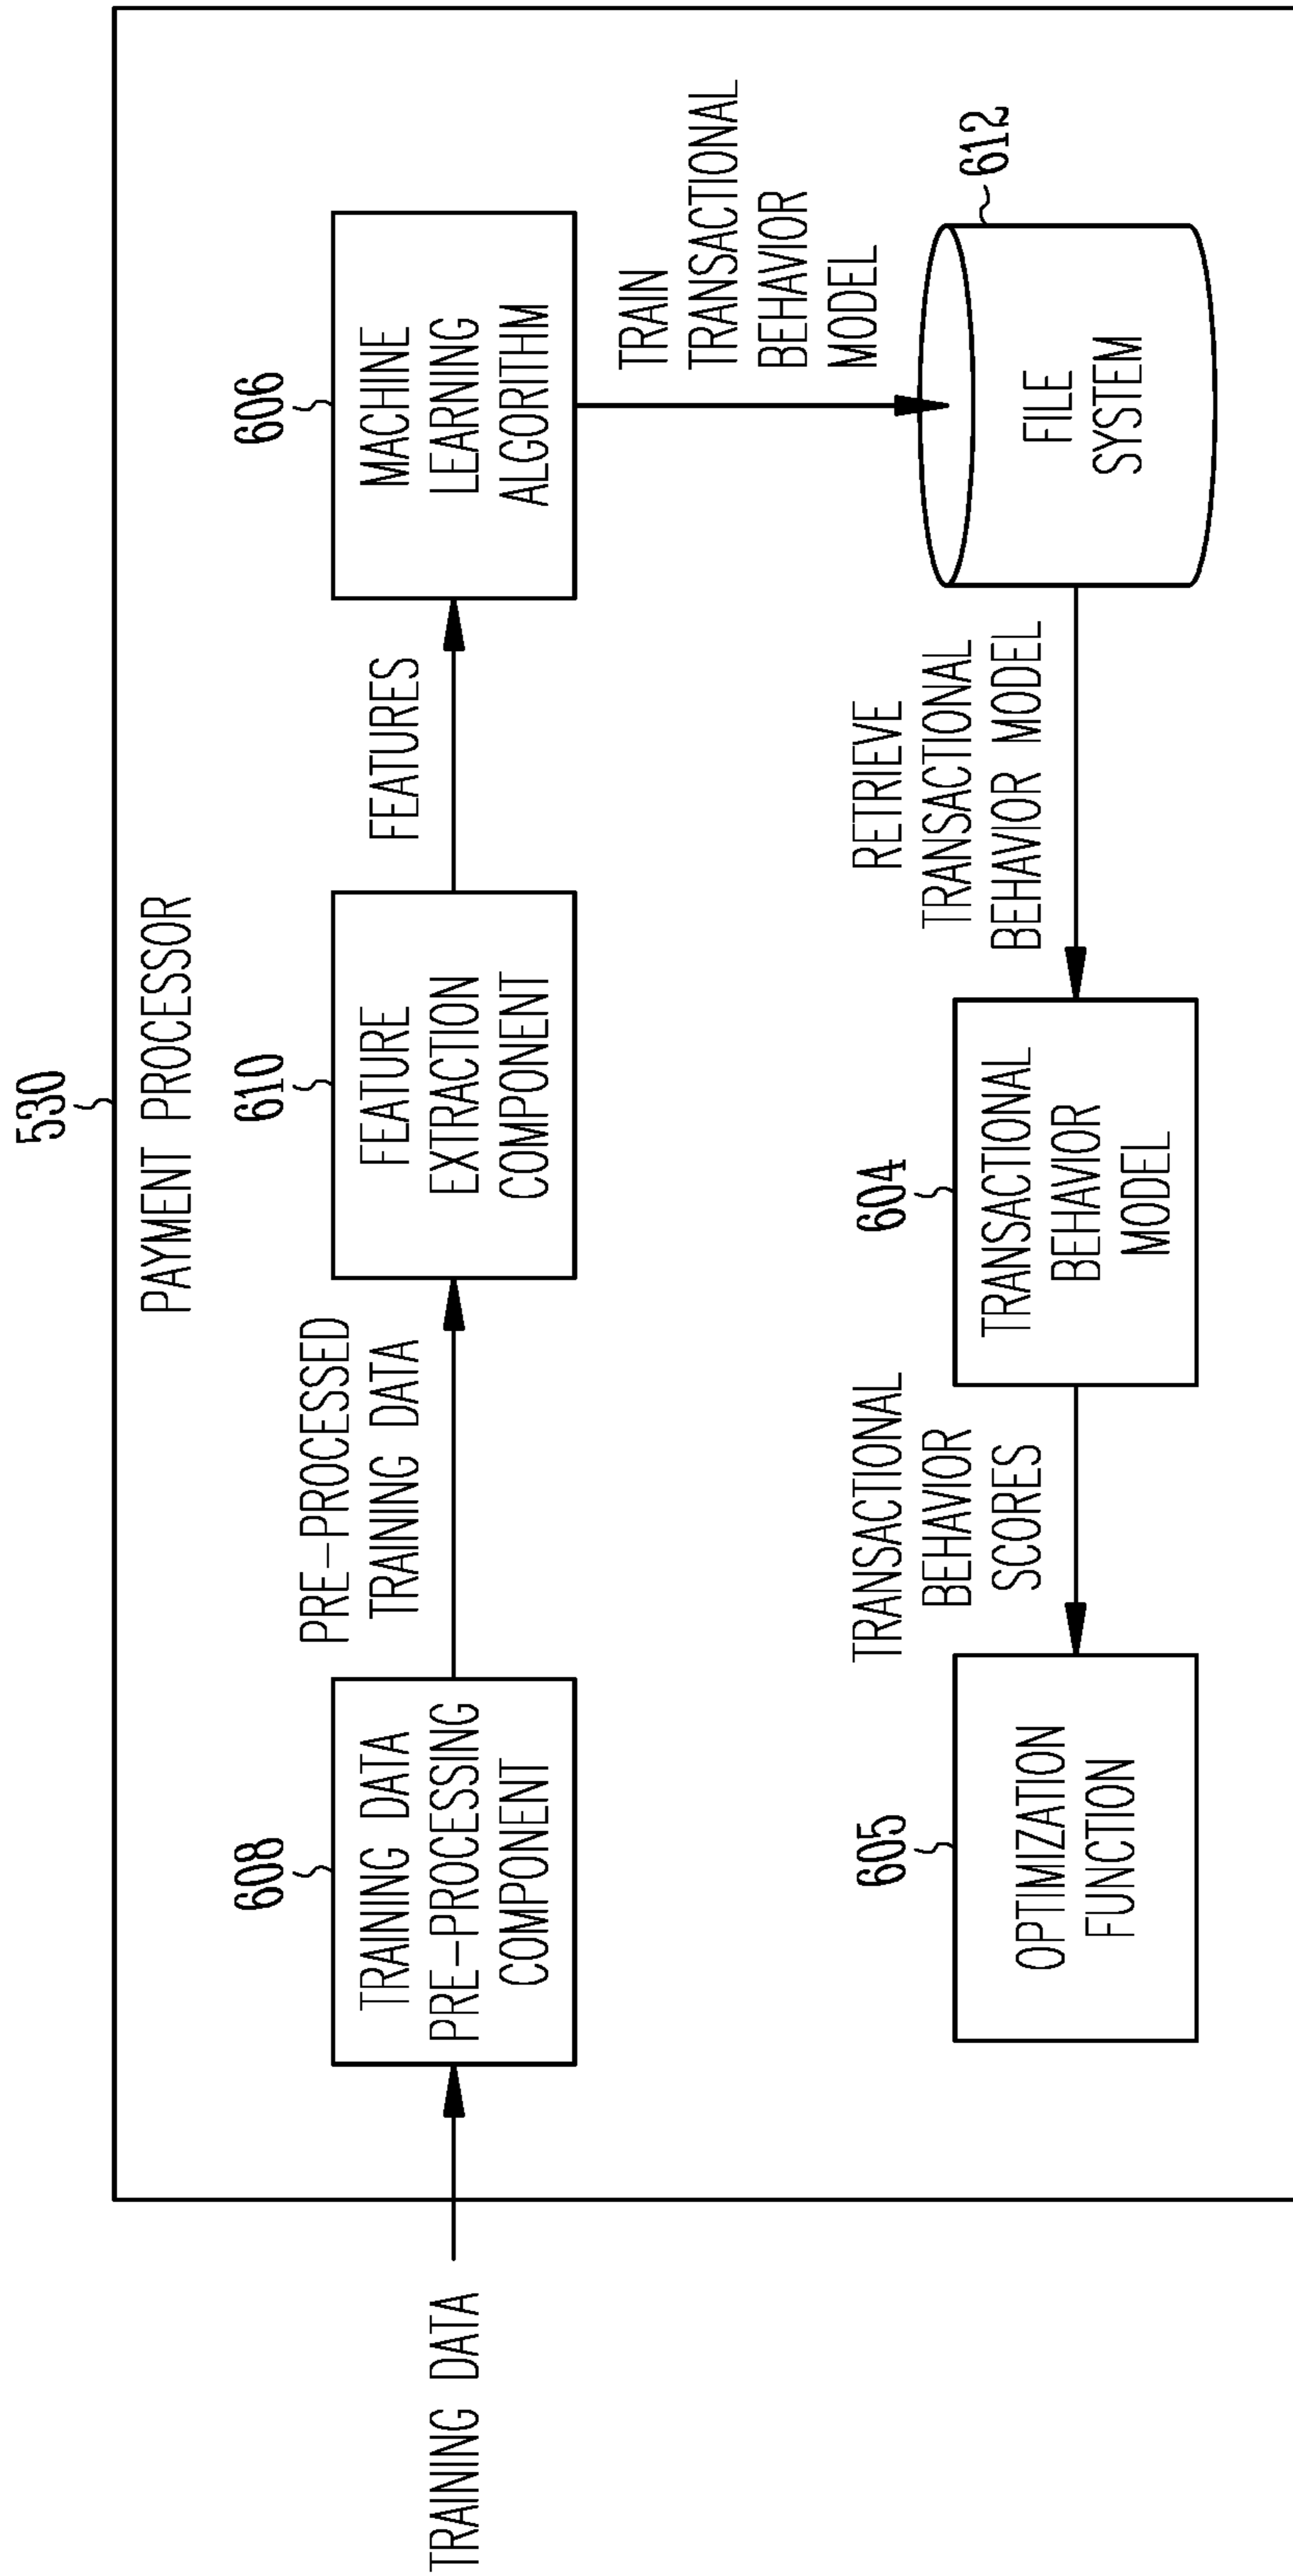 530
PAYMENT PROCESSOR
TRAINING DATA
608
TRAINING DATA
PRE-PROCESSING
COMPONENT
PRE-PROCESSED
TRAINING DATA
610
FEATURE
EXTRACTION
COMPONENT
FEATURES
606
MACHINE
LEARNING
ALGORITHM
TRAIN
TRANSACTIONAL
BEHAVIOR
MODEL
612
FILE
SYSTEM
RETRIEVE
TRANSACTIONAL
BEHAVIOR MODEL
604
TRANSACTIONAL
BEHAVIOR
MODEL
TRANSACTIONAL
BEHAVIOR
SCORES
605
OPTIMIZATION
FUNCTION